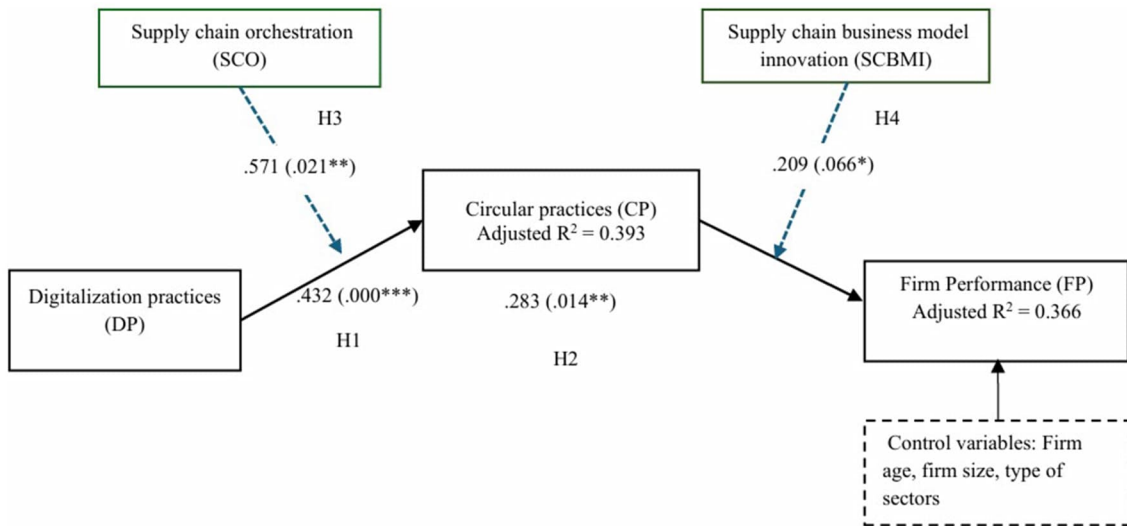 Supply chain orchestration
(SCO)
Supply chain business model
innovation (SCBMI)
H3
H4
.571 (.021**)
.209 (.066*)
Circular practices (CP)
Adjusted R² = 0.393
Digitalization practices
(DP)
.432 (.000***)
H1
.283 (.014**)
H2
Firm Performance (FP)
Adjusted R² = 0.366
Control variables: Firm
age, firm size, type of
sectors